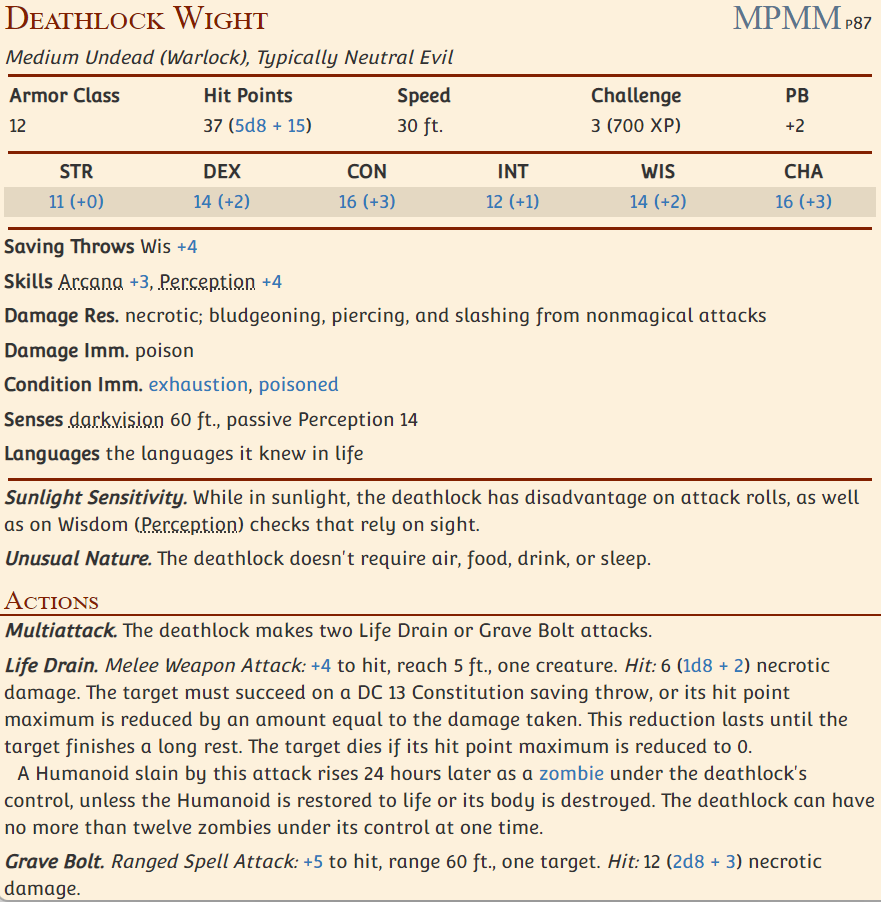 Deathlock Wight MPMM P87
Medium Undead (Warlock), Typically Neutral Evil
Armor Class Hit Points Speed Challenge PB
12 37 (5d8 + 15) 30 ft. 3 (700 XP) +2
STR DEX CON INT WIS CHA
11 (+0) 14 (+2) 16 (+3) 12 (+1) 14 (+2) 16 (+3)
Saving Throws Wis +4
Skills Arcana +3, Perception +4
Damage Res. necrotic; bludgeoning, piercing, and slashing from nonmagical attacks
Damage Imm. poison
Condition Imm. exhaustion, poisoned
Senses darkvision 60 ft., passive Perception 14
Languages the languages it knew in life
Sunlight Sensitivity. While in sunlight, the deathlock has disadvantage on attack rolls, as well
as on Wisdom (Perception) checks that rely on sight.
Unusual Nature. The deathlock doesn't require air, food, drink, or sleep.
Actions
Multiattack. The deathlock makes two Life Drain or Grave Bolt attacks.
Life Drain. Melee Weapon Attack: +4 to hit, reach 5 ft., one creature. Hit: 6 (1d8 + 2) necrotic
damage. The target must succeed on a DC 13 Constitution saving throw, or its hit point
maximum is reduced by an amount equal to the damage taken. This reduction lasts until the
target finishes a long rest. The target dies if its hit point maximum is reduced to 0.
A Humanoid slain by this attack rises 24 hours later as a zombie under the deathlock's
control, unless the Humanoid is restored to life or its body is destroyed. The deathlock can have
no more than twelve zombies under its control at one time.
Grave Bolt. Ranged Spell Attack: +5 to hit, range 60 ft., one target. Hit: 12 (2d8 + 3) necrotic
damage.